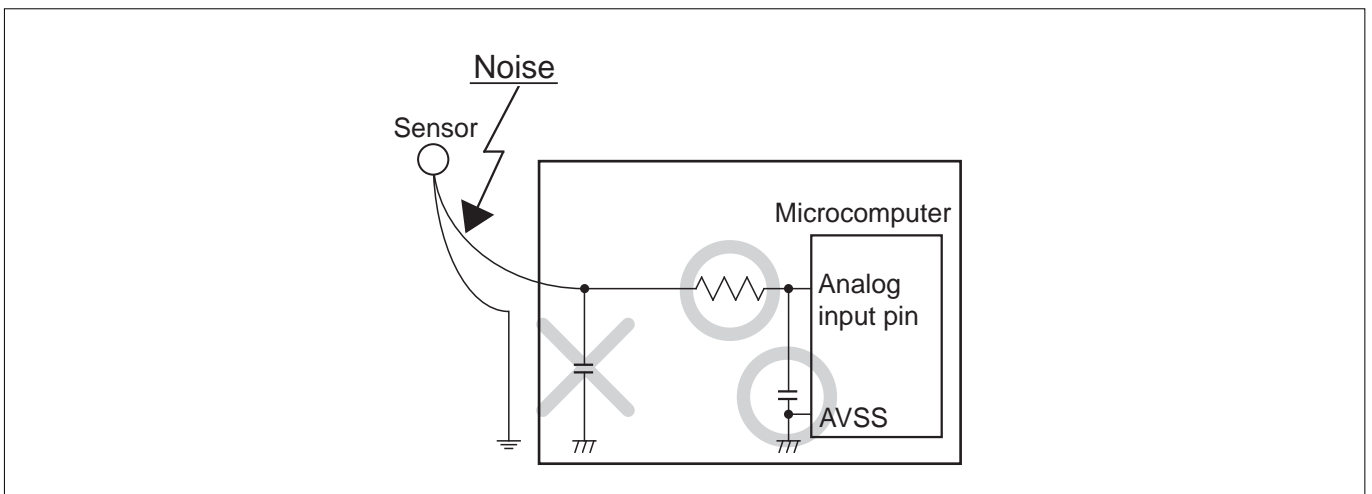 Noise
Sensor
Microcomputer
Analog
input pin
AVSS